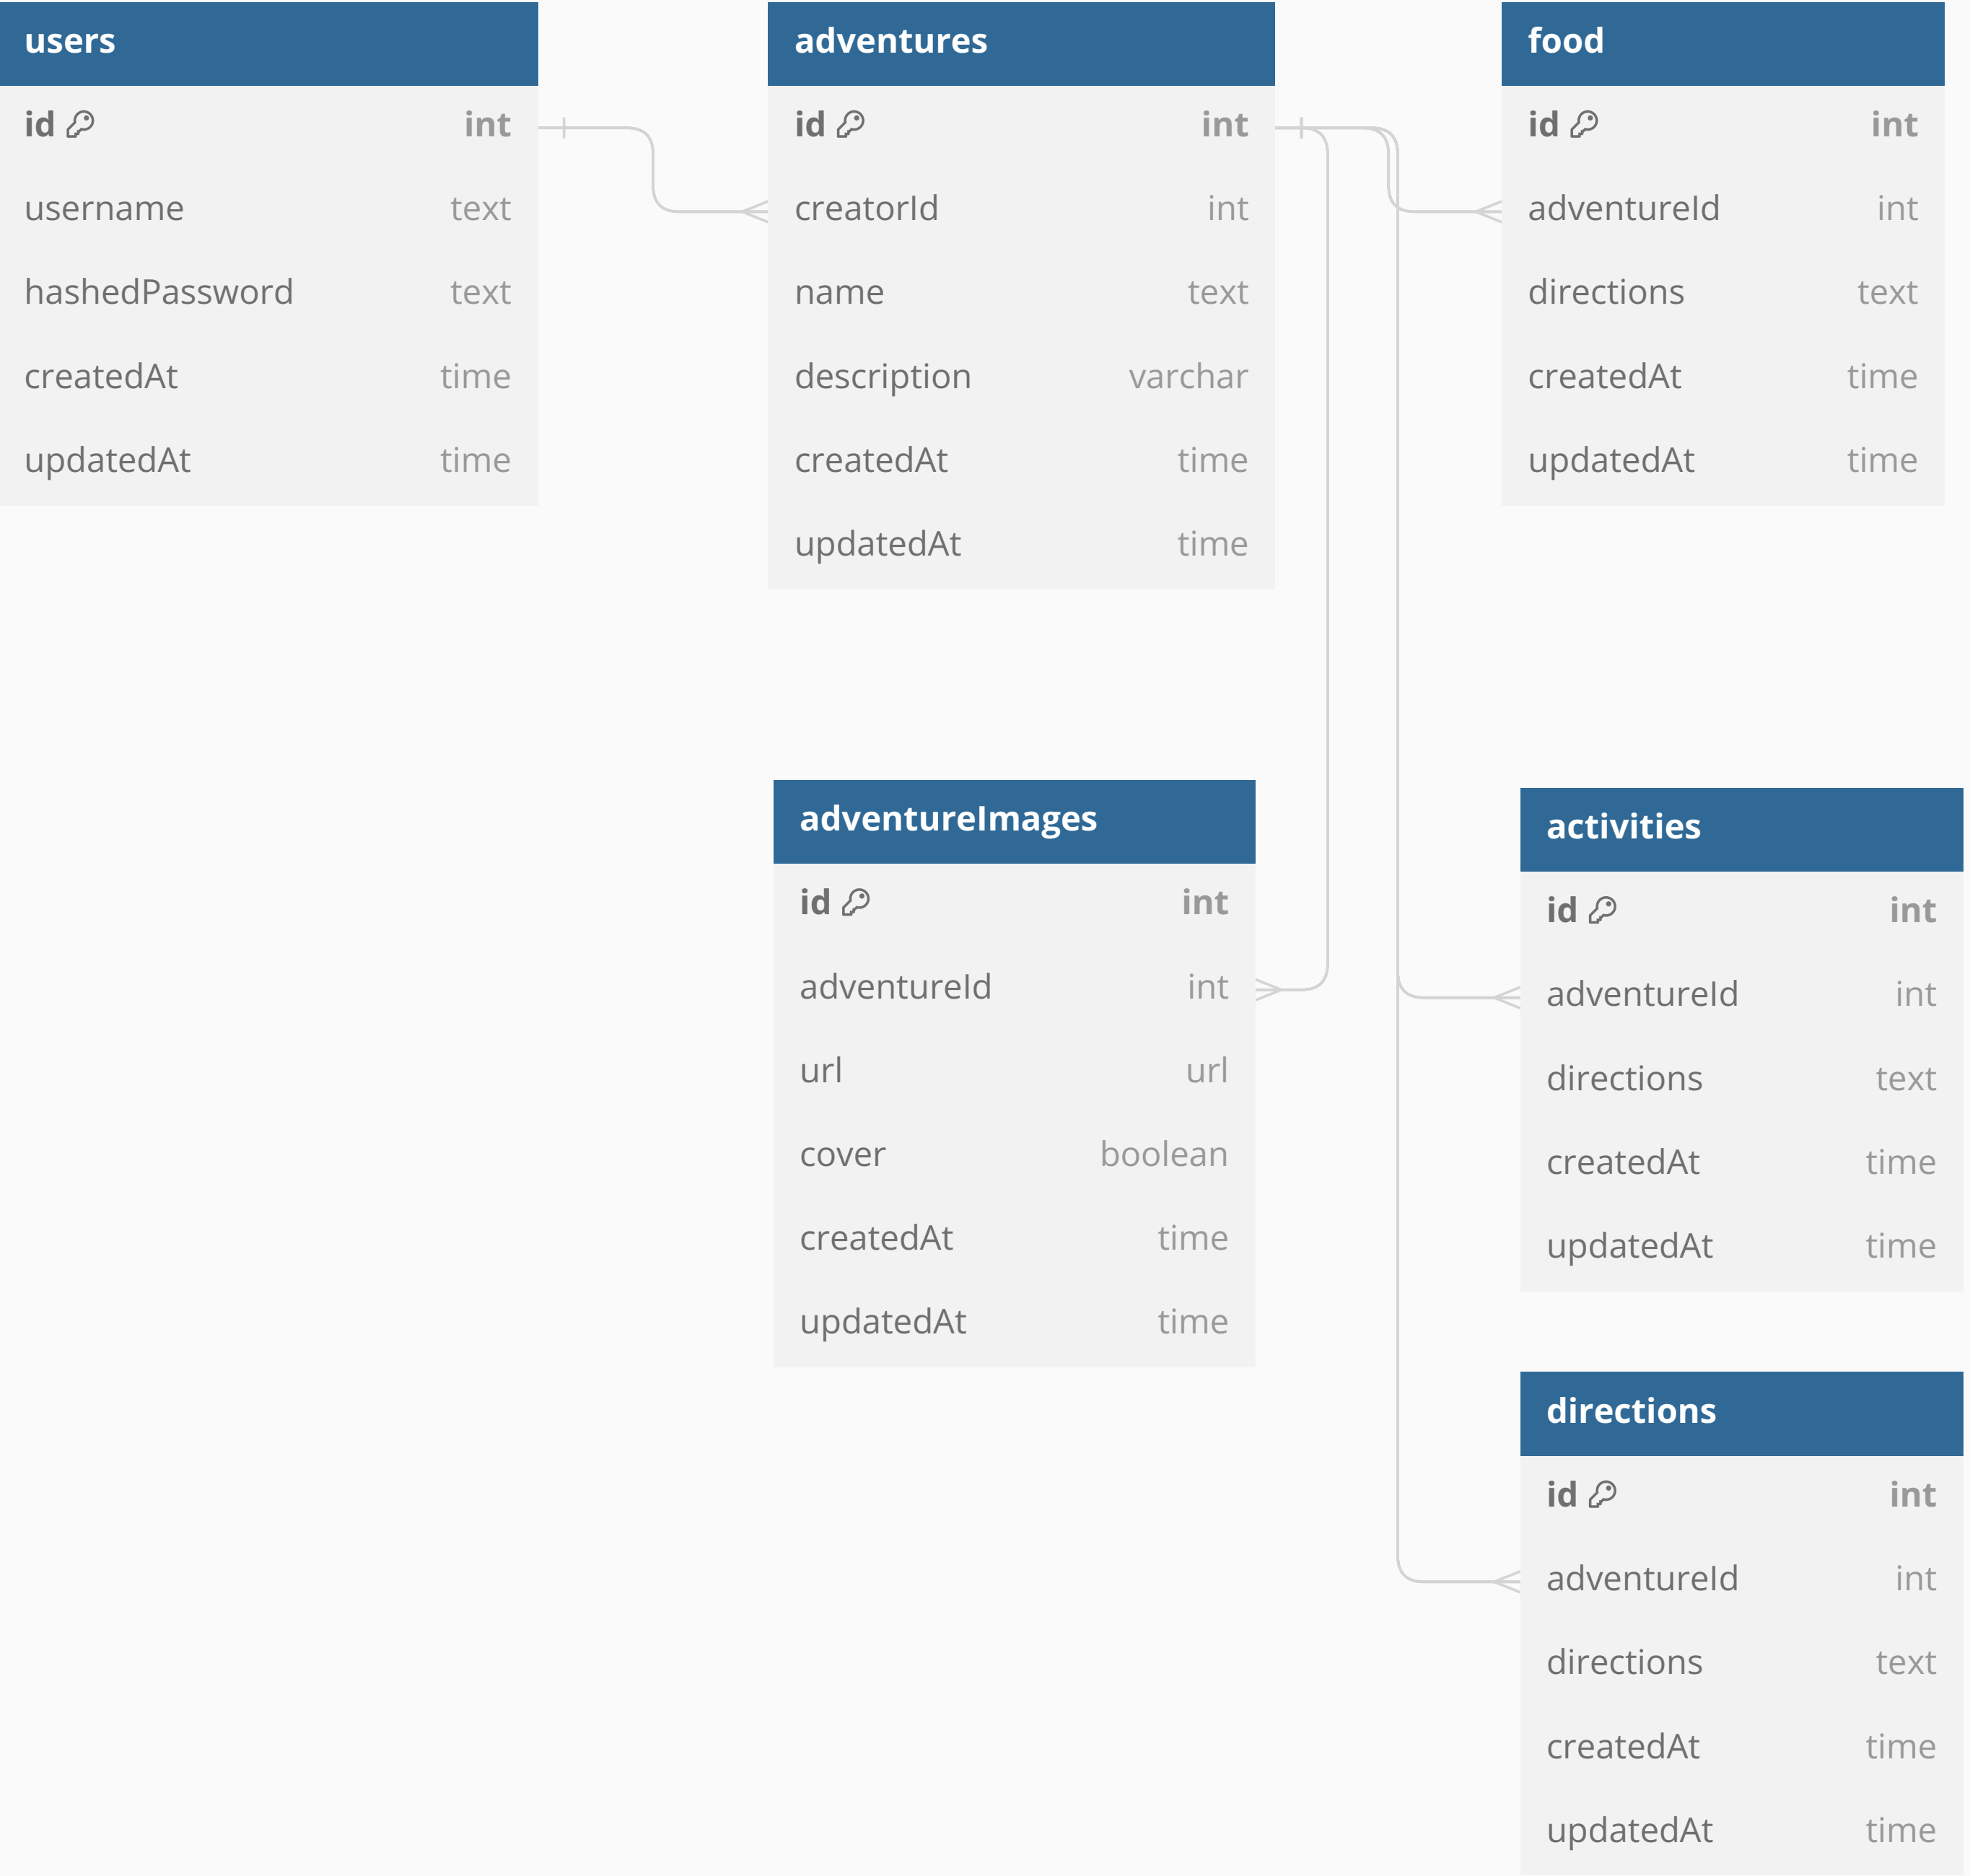 users
id int
username text
hashedPassword text
createdAt time
updatedAt time
adventures
id int
creatorId int
name text
description varchar
createdAt time
updatedAt time
food
id int
adventureId int
directions text
createdAt time
updatedAt time
adventureImages
id int
adventureId int
url url
cover boolean
createdAt time
updatedAt time
activities
id int
adventureId int
directions text
createdAt time
updatedAt time
directions
id int
adventureId int
directions text
createdAt time
updatedAt time